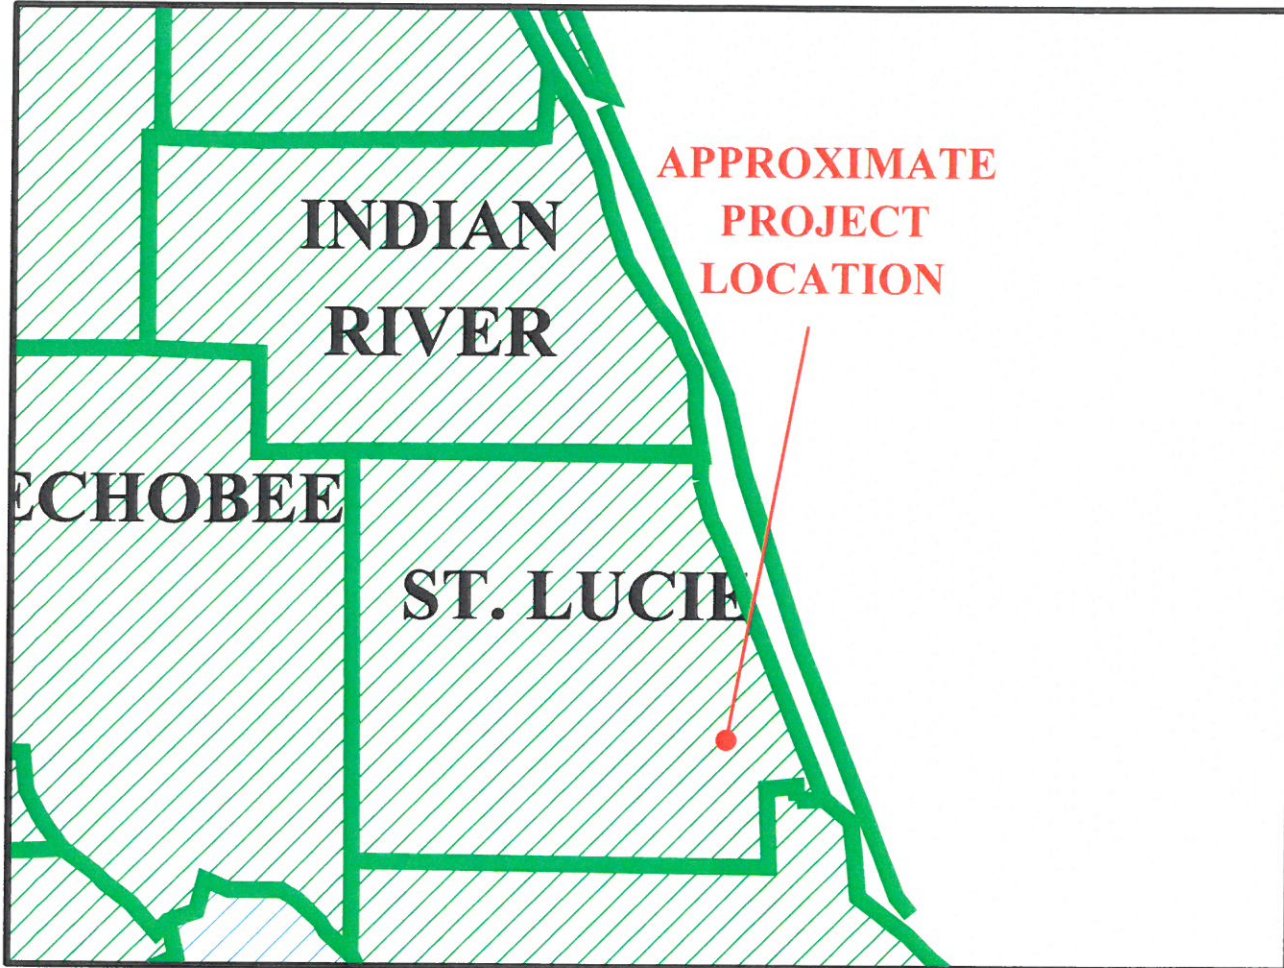 APPROXIMATE
PROJECT
LOCATION
INDIAN
RIVER
ECHOBEE
ST. LUCIE